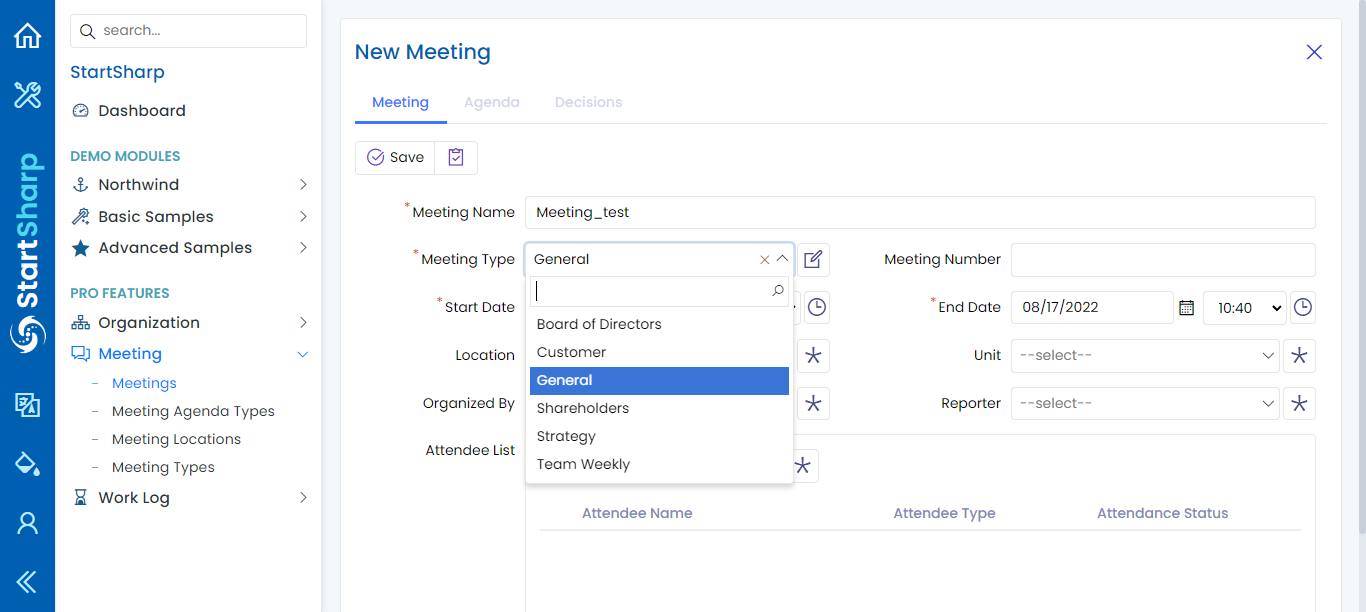 search...
StartSharp
Dashboard
DEMO MODULES
Northwind
Basic Samples
Advanced Samples
PRO FEATURES
Organization
Meeting
Meetings
Meeting Agenda Types
Meeting Locations
Meeting Types
Work Log
StartSharp
New Meeting
Meeting Agenda Decisions
Save
*Meeting Name Meeting_test
*Meeting Type General Meeting Number
*Start Date *End Date 08/17/2022 10:40
Location Unit --select--
Organized By Reporter --select--
Attendee List
Board of Directors
Customer
General
Shareholders
Strategy
Team Weekly
Attendee Name Attendee Type Attendance Status